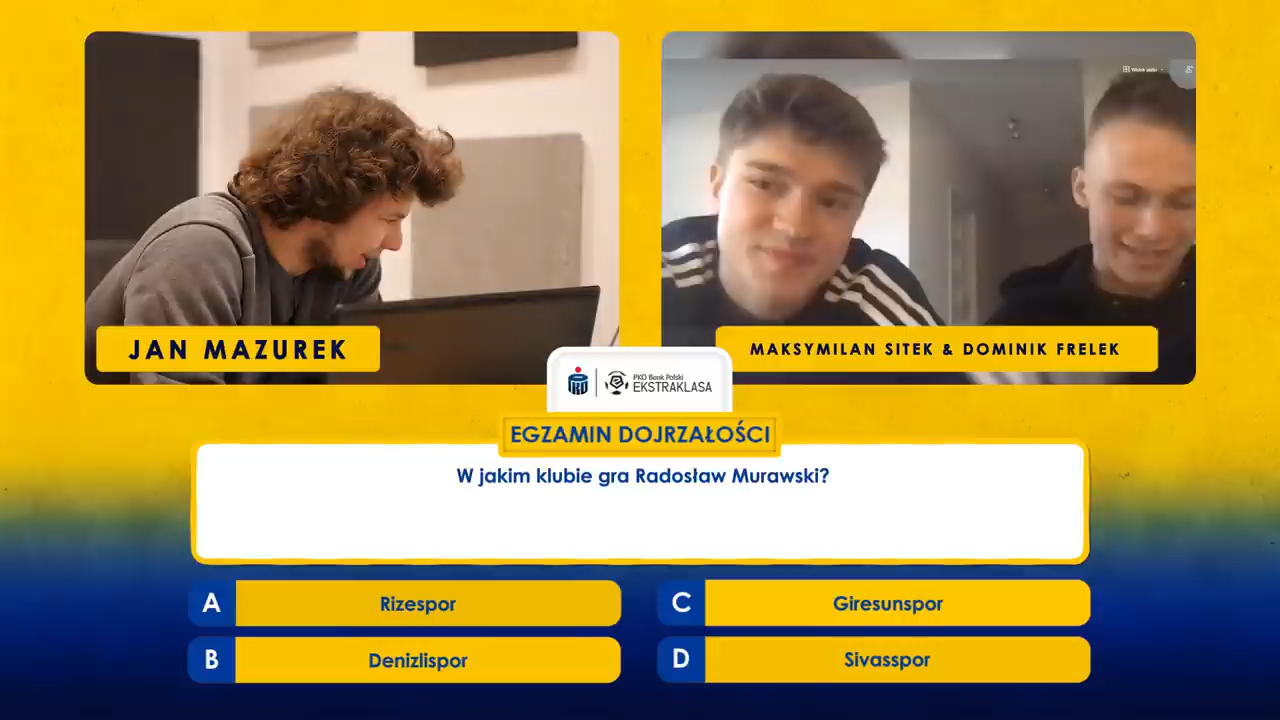 JAN MAZUREK
MAKSYMILAN SITEK & DOMINIK FRELEK
PKO Bank Polski
EKSTRAKLASA
EGZAMIN DOJRZAŁOŚCI
W jakim klubie gra Radosław Murawski?
A Rizespor
C Giresunspor
B Denizlispor
D Sivasspor